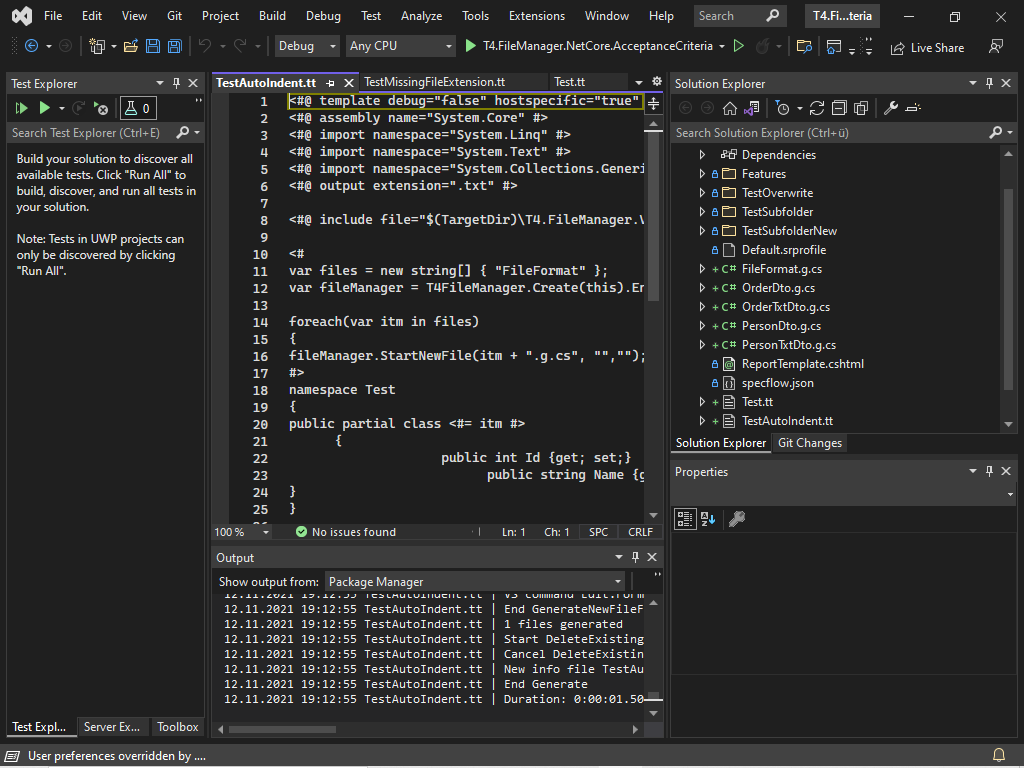 File Edit View Git Project Build Debug Test Analyze Tools Extensions Window Help Search T4.Fi...teria
Debug Any CPU T4.FileManager.NetCore.AcceptanceCriteria Live Share
Test Explorer
0
Search Test Explorer (Ctrl+E)
Build your solution to discover all
available tests. Click "Run All" to
build, discover, and run all tests in
your solution.
Note: Tests in UWP projects can
only be discovered by clicking
"Run All".
Test Expl... Server Ex... Toolbox
TestAutoIndent.tt TestMissingFileExtension.tt Test.tt
1 <#@ template debug="false" hostspecific="true"
2 <#@ assembly name="System.Core" #>
3 <#@ import namespace="System.Linq" #>
4 <#@ import namespace="System.Text" #>
5 <#@ import namespace="System.Collections.Generi
6 <#@ output extension=".txt" #>
7
8 <#@ include file="$(TargetDir)\T4.FileManager.V
9
10 <#
11 var files = new string[] { "FileFormat" };
12 var fileManager = T4FileManager.Create(this).En
13
14 foreach(var itm in files)
15 {
16 fileManager.StartNewFile(itm + ".g.cs", "","");
17 #>
18 namespace Test
19 {
20 public partial class <#= itm #>
21 {
22 public int Id {get; set;}
23 public string Name {g
24 }
25 }
100 % No issues found Ln: 1 Ch: 1 SPC CRLF
Output
Show output from: Package Manager
12.11.2021 19:12:55 TestAutoIndent.tt | VS Command Edit.Form
12.11.2021 19:12:55 TestAutoIndent.tt | End GenerateNewFileF
12.11.2021 19:12:55 TestAutoIndent.tt | 1 files generated
12.11.2021 19:12:55 TestAutoIndent.tt | Start DeleteExisting
12.11.2021 19:12:55 TestAutoIndent.tt | Cancel DeleteExistin
12.11.2021 19:12:55 TestAutoIndent.tt | New info file TestAu
12.11.2021 19:12:55 TestAutoIndent.tt | End Generate
12.11.2021 19:12:55 TestAutoIndent.tt | Duration: 0:00:01.50
Solution Explorer
Search Solution Explorer (Ctrl+ü)
Dependencies
Features
TestOverwrite
TestSubfolder
TestSubfolderNew
Default.srprofile
+ C# FileFormat.g.cs
+ C# OrderDto.g.cs
+ C# OrderTxtDto.g.cs
+ C# PersonDto.g.cs
+ C# PersonTxtDto.g.cs
ReportTemplate.cshtml
specflow.json
+ Test.tt
+ TestAutoIndent.tt
Solution Explorer Git Changes
Properties
User preferences overridden by ....